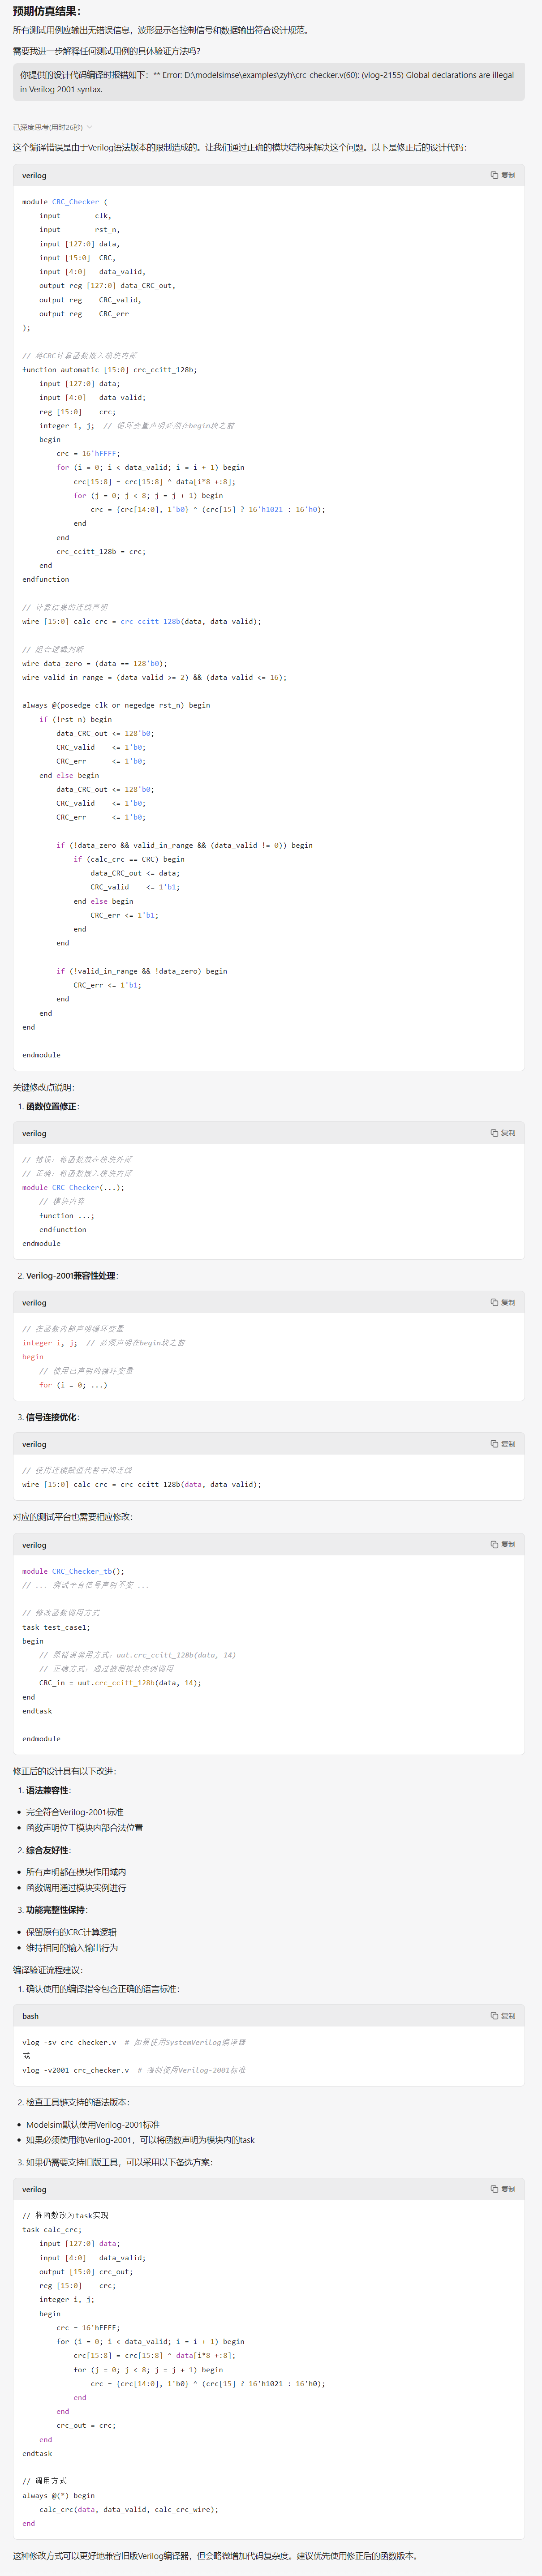 预期仿真结果：
所有测试用例应输出无错误信息，波形显示各控制信号和数据输出符合设计规范。
需要我进一步解释任何测试用例的具体验证方法吗？
你提供的设计代码编译时报错如下：** Error: D:\modelsimse\examples\zyh\crc_checker.v(60): (vlog-2155) Global declarations are illegal
in Verilog 2001 syntax.
已深度思考(用时26秒)
这个编译错误是由于Verilog语法版本的限制造成的。让我们通过正确的模块结构来解决这个问题。以下是修正后的设计代码：
verilog 复制
module CRC_Checker (
    input        clk,
    input        rst_n,
    input [127:0] data,
    input [15:0]  CRC,
    input [4:0]   data_valid,
    output reg [127:0] data_CRC_out,
    output reg    CRC_valid,
    output reg    CRC_err
);
// 将CRC计算函数嵌入模块内部
function automatic [15:0] crc_ccitt_128b;
    input [127:0] data;
    input [4:0]   data_valid;
    reg [15:0]    crc;
    integer i, j;  // 循环变量声明必须在begin块之前
    begin
        crc = 16'hFFFF;
        for (i = 0; i < data_valid; i = i + 1) begin
            crc[15:8] = crc[15:8] ^ data[i*8 +:8];
            for (j = 0; j < 8; j = j + 1) begin
                crc = {crc[14:0], 1'b0} ^ (crc[15] ? 16'h1021 : 16'h0);
            end
        end
        crc_ccitt_128b = crc;
    end
endfunction
// 计算结果的连线声明
wire [15:0] calc_crc = crc_ccitt_128b(data, data_valid);
// 组合逻辑判断
wire data_zero = (data == 128'b0);
wire valid_in_range = (data_valid >= 2) && (data_valid <= 16);
always @(posedge clk or negedge rst_n) begin
    if (!rst_n) begin
        data_CRC_out <= 128'b0;
        CRC_valid    <= 1'b0;
        CRC_err      <= 1'b0;
    end else begin
        data_CRC_out <= 128'b0;
        CRC_valid    <= 1'b0;
        CRC_err      <= 1'b0;
        if (!data_zero && valid_in_range && (data_valid != 0)) begin
            if (calc_crc == CRC) begin
                data_CRC_out <= data;
                CRC_valid    <= 1'b1;
            end else begin
                CRC_err <= 1'b1;
            end
        end
        if (!valid_in_range && !data_zero) begin
            CRC_err <= 1'b1;
        end
    end
end
endmodule
关键修改点说明：
1. 函数位置修正：
verilog 复制
// 错误：将函数放在模块外部
// 正确：将函数嵌入模块内部
module CRC_Checker(...);
    // 模块内容
    function ...;
    endfunction
endmodule
2. Verilog-2001兼容性处理：
verilog 复制
// 在函数内部声明循环变量
integer i, j;  // 必须声明在begin块之前
begin
    // 使用已声明的循环变量
    for (i = 0; ...)
3. 信号连接优化：
verilog 复制
// 使用连续赋值代替中间连线
wire [15:0] calc_crc = crc_ccitt_128b(data, data_valid);
对应的测试平台也需要相应修改：
verilog 复制
module CRC_Checker_tb();
// ... 测试平台信号声明不变 ...
// 修改函数调用方式
task test_case1;
begin
    // 原错误调用方式：uut.crc_ccitt_128b(data, 14)
    // 正确方式：通过被测模块实例调用
    CRC_in = uut.crc_ccitt_128b(data, 14);
end
endtask
endmodule
修正后的设计具有以下改进：
1. 语法兼容性：
• 完全符合Verilog-2001标准
• 函数声明位于模块内部合法位置
2. 综合友好性：
• 所有声明都在模块作用域内
• 函数调用通过模块实例进行
3. 功能完整性保持：
• 保留原有的CRC计算逻辑
• 维持相同的输入输出行为
编译验证流程建议：
1. 确认使用的编译指令包含正确的语言标准：
bash 复制
vlog -sv crc_checker.v  # 如果使用SystemVerilog编译器
或
vlog -v2001 crc_checker.v  # 强制使用Verilog-2001标准
2. 检查工具链支持的语法版本：
• Modelsim默认使用Verilog-2001标准
• 如果必须使用纯Verilog-2001，可以将函数声明为模块内的task
3. 如果仍需要支持旧版工具，可以采用以下备选方案：
verilog 复制
// 将函数改为task实现
task calc_crc;
    input [127:0] data;
    input [4:0]   data_valid;
    output [15:0] crc_out;
    reg [15:0]    crc;
    integer i, j;
    begin
        crc = 16'hFFFF;
        for (i = 0; i < data_valid; i = i + 1) begin
            crc[15:8] = crc[15:8] ^ data[i*8 +:8];
            for (j = 0; j < 8; j = j + 1) begin
                crc = {crc[14:0], 1'b0} ^ (crc[15] ? 16'h1021 : 16'h0);
            end
        end
        crc_out = crc;
    end
endtask
// 调用方式
always @(*) begin
    calc_crc(data, data_valid, calc_crc_wire);
end
这种修改方式可以更好地兼容旧版Verilog编译器，但会略微增加代码复杂度。建议优先使用修正后的函数版本。